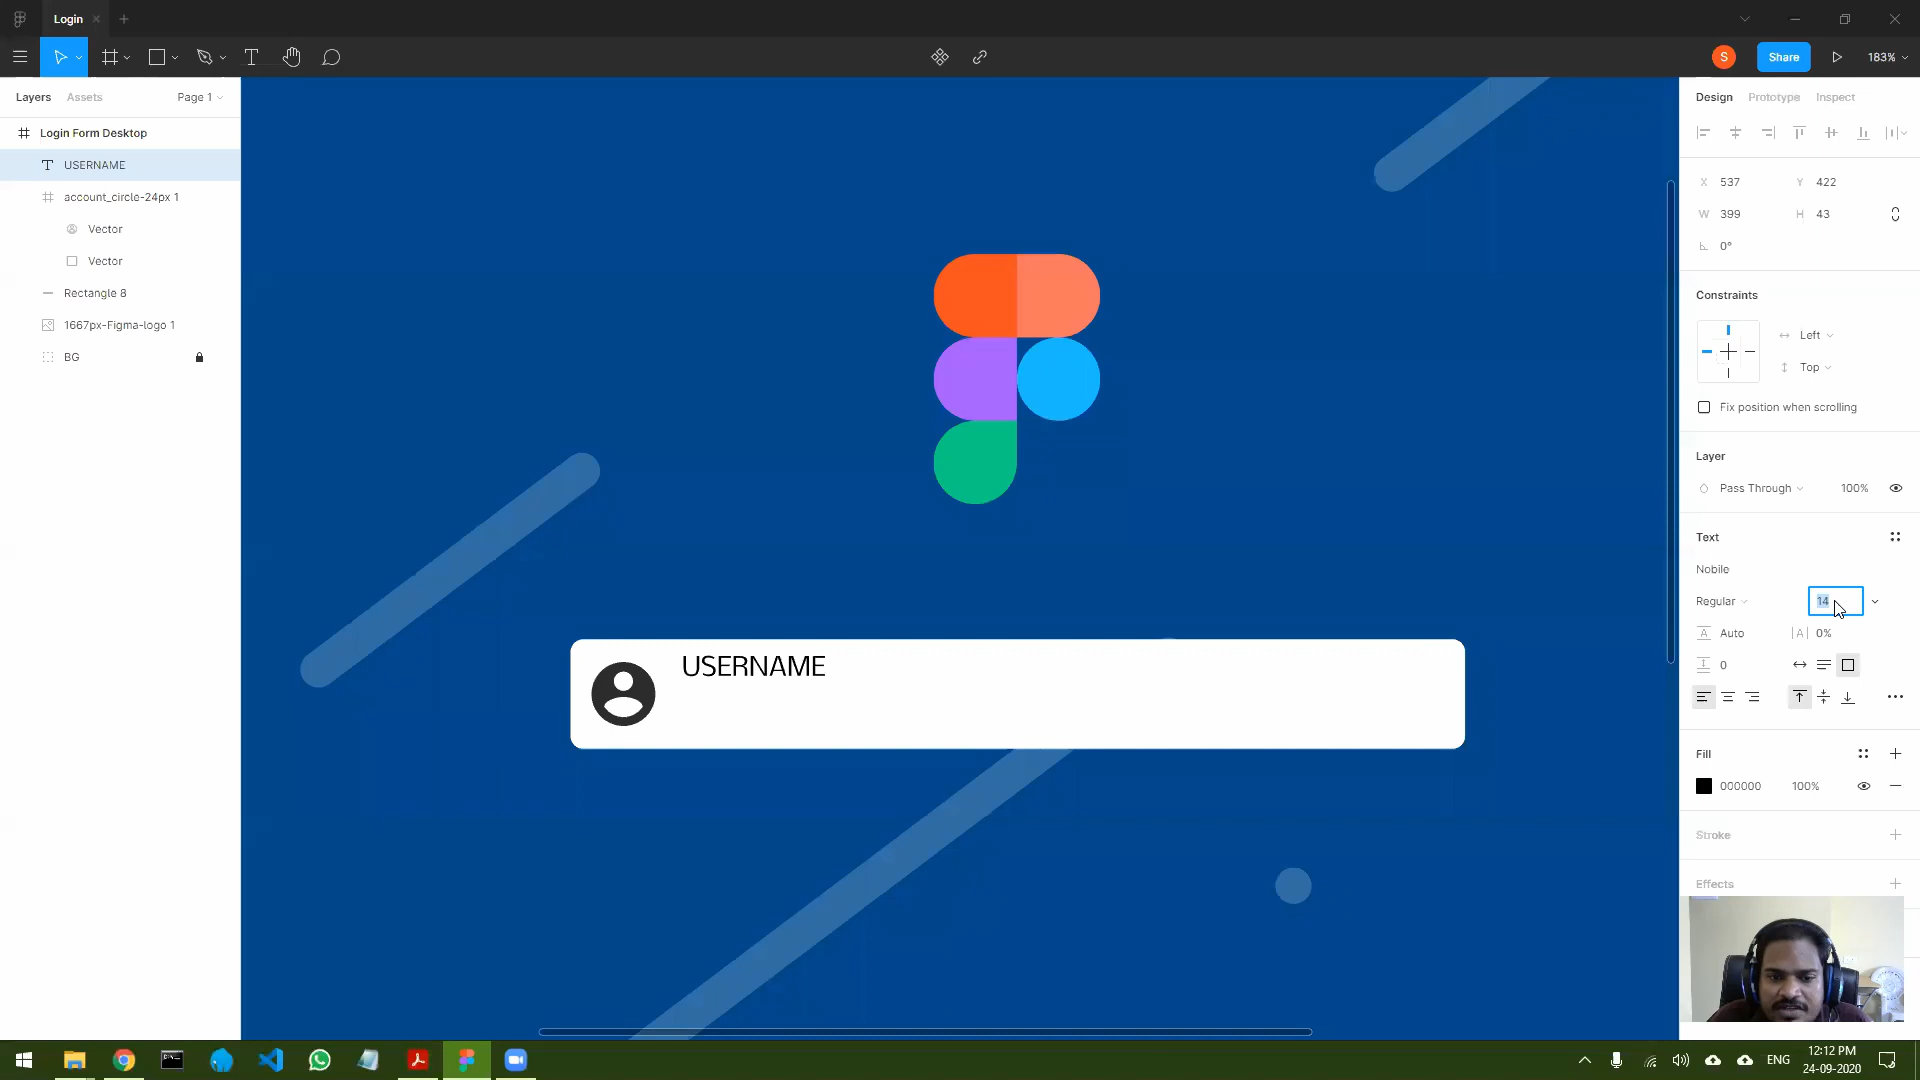 Login
Share
183%
Layers
Assets
Page 1
Login Form Desktop
USERNAME
account_circle-24px 1
Vector
Vector
Rectangle 8
1667px-Figma-logo 1
BG
USERNAME
S
Design
Prototype
Inspect
X 537
Y 422
W 399
H 43
0°
Constraints
Left
Top
Fix position when scrolling
Layer
Pass Through
100%
Text
Nobile
Regular
14
A Auto
|A| 0%
0
Fill
000000
100%
Stroke
Effects
ENG
12:12 PM
24-09-2020